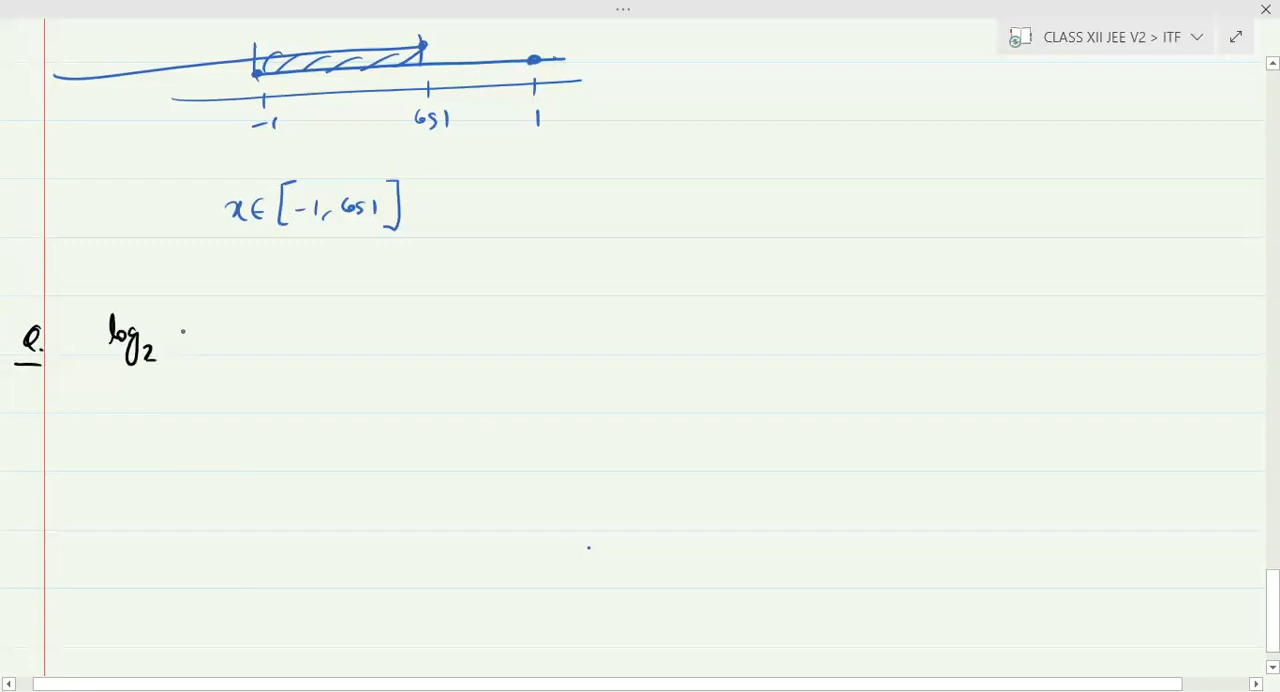 CLASS XII JEE V2 > ITF
-1 cos1 1
x∈[-1, cos1]
Q. log₂